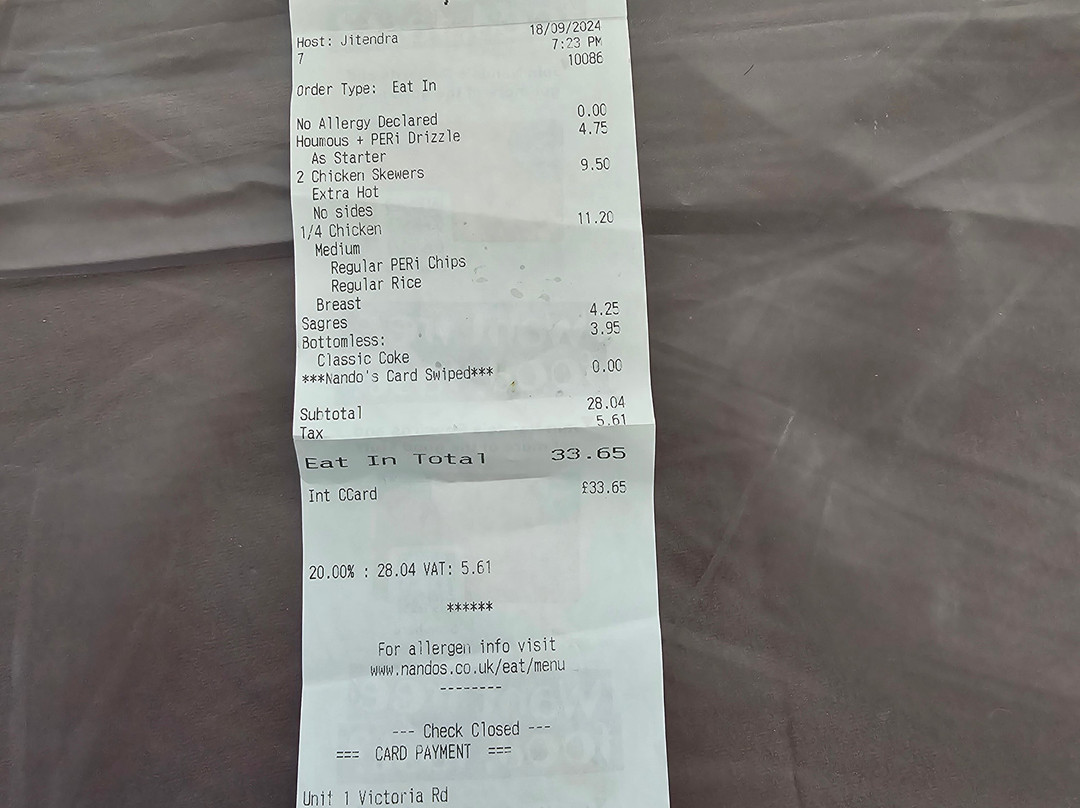 Host: Jitendra 18/09/2024
7 7:23 PM
10086
Order Type: Eat In
No Allergy Declared 0.00
Houmous + PERi Drizzle 4.75
As Starter
2 Chicken Skewers 9.50
Extra Hot
No sides
1/4 Chicken 11.20
Medium
Regular PERi Chips
Regular Rice
Breast
Sagres 4.25
Bottomless: 3.95
Classic Coke
***Nando's Card Swiped*** 0.00
Subtotal 28.04
Tax 5.61
Eat In Total 33.65
Int CCard £33.65
20.00% : 28.04 VAT: 5.61
******
For allergen info visit
www.nandos.co.uk/eat/menu
--------
--- Check Closed ---
=== CARD PAYMENT ===
Unit 1 Victoria Rd